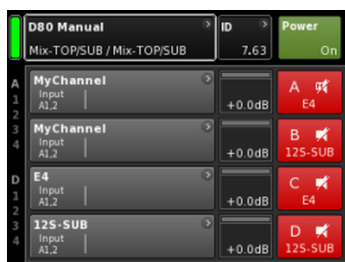 D80 Manual
Mix-TOP/SUB / Mix-TOP/SUB
ID
7.63
Power
On
A
1
2
3
4
D
1
2
3
4
MyChannel
Input
A1,2
+0.0dB
A
E4
MyChannel
Input
A1,2
+0.0dB
B
12S-SUB
E4
Input
A1,2
+0.0dB
C
E4
12S-SUB
Input
A1,2
+0.0dB
D
12S-SUB